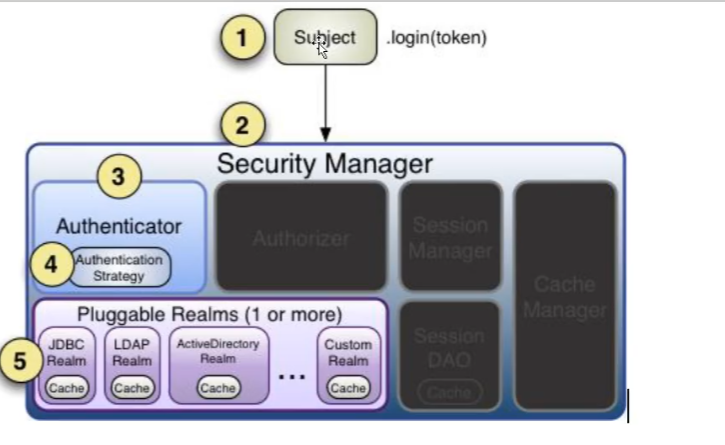 1
Subject
.login(token)
2
Security Manager
3
Authenticator
4
Authentication
Strategy
Authorizer
Session
Manager
Cache
Manager
Pluggable Realms (1 or more)
5
JDBC
Realm
Cache
LDAP
Realm
Cache
ActiveDirectory
Realm
Cache
...
Custom
Realm
Cache
Session
DAO
Cache